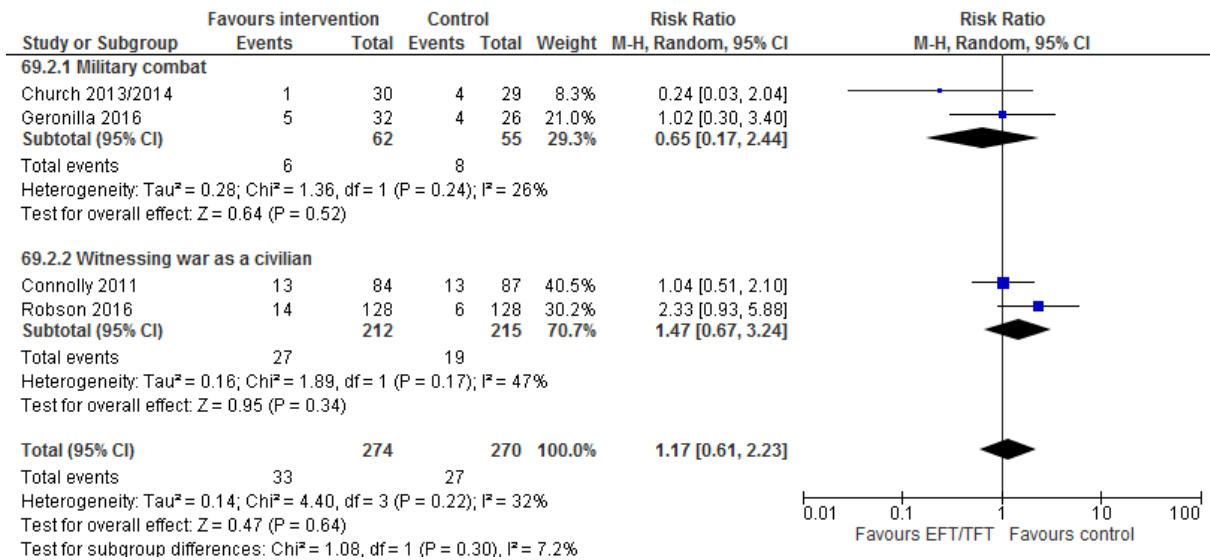 Favours intervention Control Risk Ratio Risk Ratio
Study or Subgroup Events Total Events Total Weight M-H, Random, 95% CI M-H, Random, 95% CI
69.2.1 Military combat
Church 2013/2014 1 30 4 29 8.3% 0.24 [0.03, 2.04]
Geronilla 2016 5 32 4 26 21.0% 1.02 [0.30, 3.40]
Subtotal (95% CI) 62 55 29.3% 0.65 [0.17, 2.44]
Total events 6 8
Heterogeneity: Tau² = 0.28; Chi² = 1.36, df = 1 (P = 0.24); I² = 26%
Test for overall effect: Z = 0.64 (P = 0.52)
69.2.2 Witnessing war as a civilian
Connolly 2011 13 84 13 87 40.5% 1.04 [0.51, 2.10]
Robson 2016 14 128 6 128 30.2% 2.33 [0.93, 5.88]
Subtotal (95% CI) 212 215 70.7% 1.47 [0.67, 3.24]
Total events 27 19
Heterogeneity: Tau² = 0.16; Chi² = 1.89, df = 1 (P = 0.17); I² = 47%
Test for overall effect: Z = 0.95 (P = 0.34)
Total (95% CI) 274 270 100.0% 1.17 [0.61, 2.23]
Total events 33 27
Heterogeneity: Tau² = 0.14; Chi² = 4.40, df = 3 (P = 0.22); I² = 32%
Test for overall effect: Z = 0.47 (P = 0.64)
Test for subgroup differences: Chi² = 1.08, df = 1 (P = 0.30), I² = 7.2%
0.01 0.1 1 10 100
Favours EFT/TFT Favours control